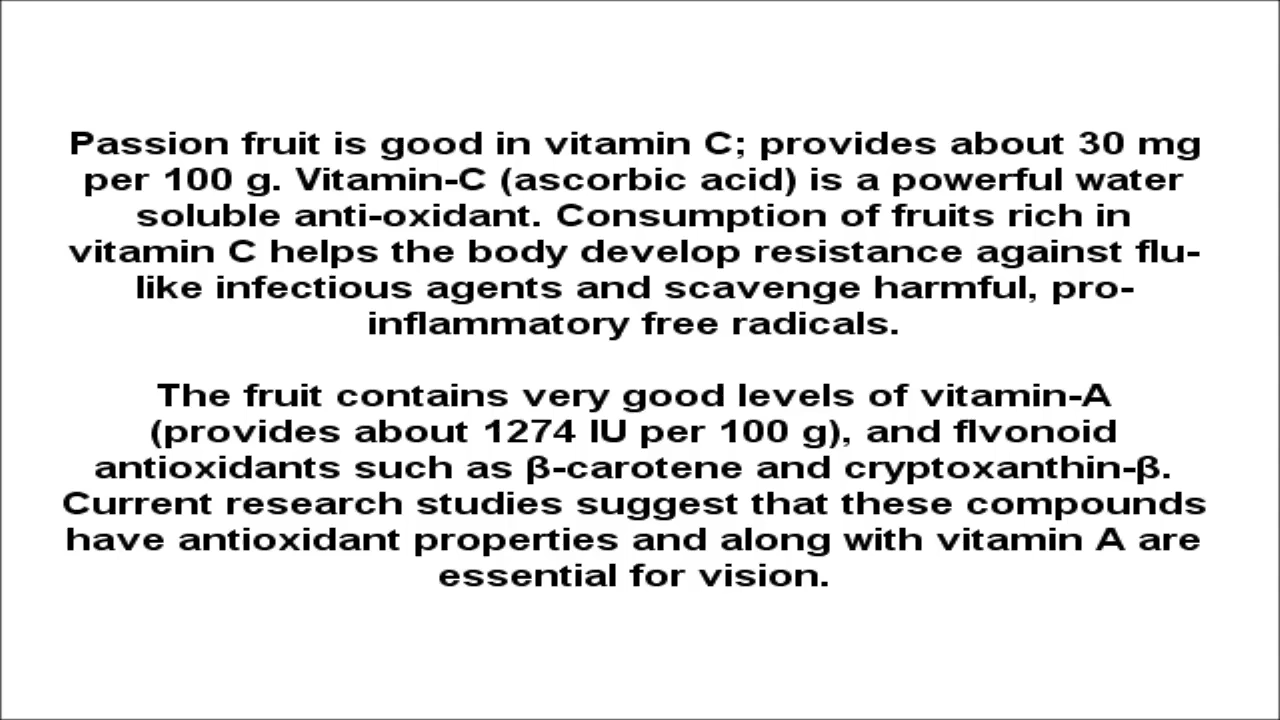 Passion fruit is good in vitamin C; provides about 30 mg
per 100 g. Vitamin-C (ascorbic acid) is a powerful water
soluble anti-oxidant. Consumption of fruits rich in
vitamin C helps the body develop resistance against flu-
like infectious agents and scavenge harmful, pro-
inflammatory free radicals.
The fruit contains very good levels of vitamin-A
(provides about 1274 IU per 100 g), and flvonoid
antioxidants such as β-carotene and cryptoxanthin-β.
Current research studies suggest that these compounds
have antioxidant properties and along with vitamin A are
essential for vision.